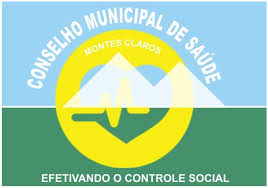 CONSELHO MUNICIPAL DE SAÚDE
MONTES CLAROS
EFETIVANDO O CONTROLE SOCIAL